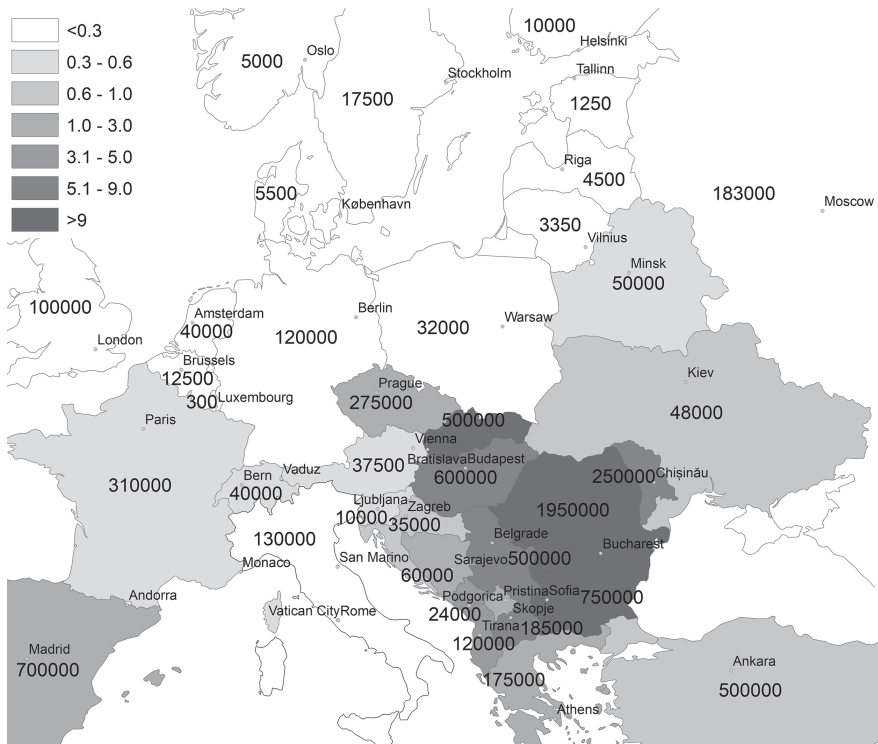 <0.3
0.3 - 0.6
0.6 - 1.0
1.0 - 3.0
3.1 - 5.0
5.1 - 9.0
>9
10000
Helsinki
Oslo
5000
Stockholm
Tallinn
17500
1250
Riga
4500
5500
København
183000
Moscow
3350
Vilnius
Minsk
50000
100000
London
Amsterdam
40000
Berlin
120000
Warsaw
32000
Brussels
12500
300
Luxembourg
Kiev
48000
Prague
275000
500000
Paris
310000
Vienna
37500
Bratislava
Budapest
600000
Bern
40000
Vaduz
250000
Chișinău
1950000
Ljubljana
10000
Zagreb
35000
130000
Belgrade
500000
Bucharest
Monaco
San Marino
Sarajevo
60000
Andorra
Vatican City
Rome
Podgorica
24000
Pristina
Sofia
750000
Skopje
185000
Tirana
120000
Madrid
700000
175000
Athens
Ankara
500000